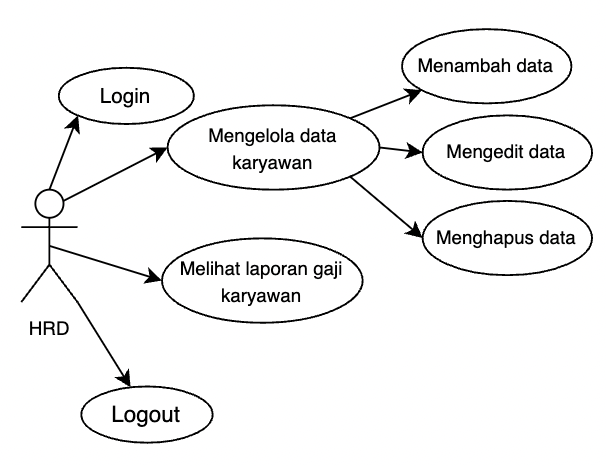 Login
Mengelola data
karyawan
Menambah data
Mengedit data
Menghapus data
Melihat laporan gaji
karyawan
HRD
Logout